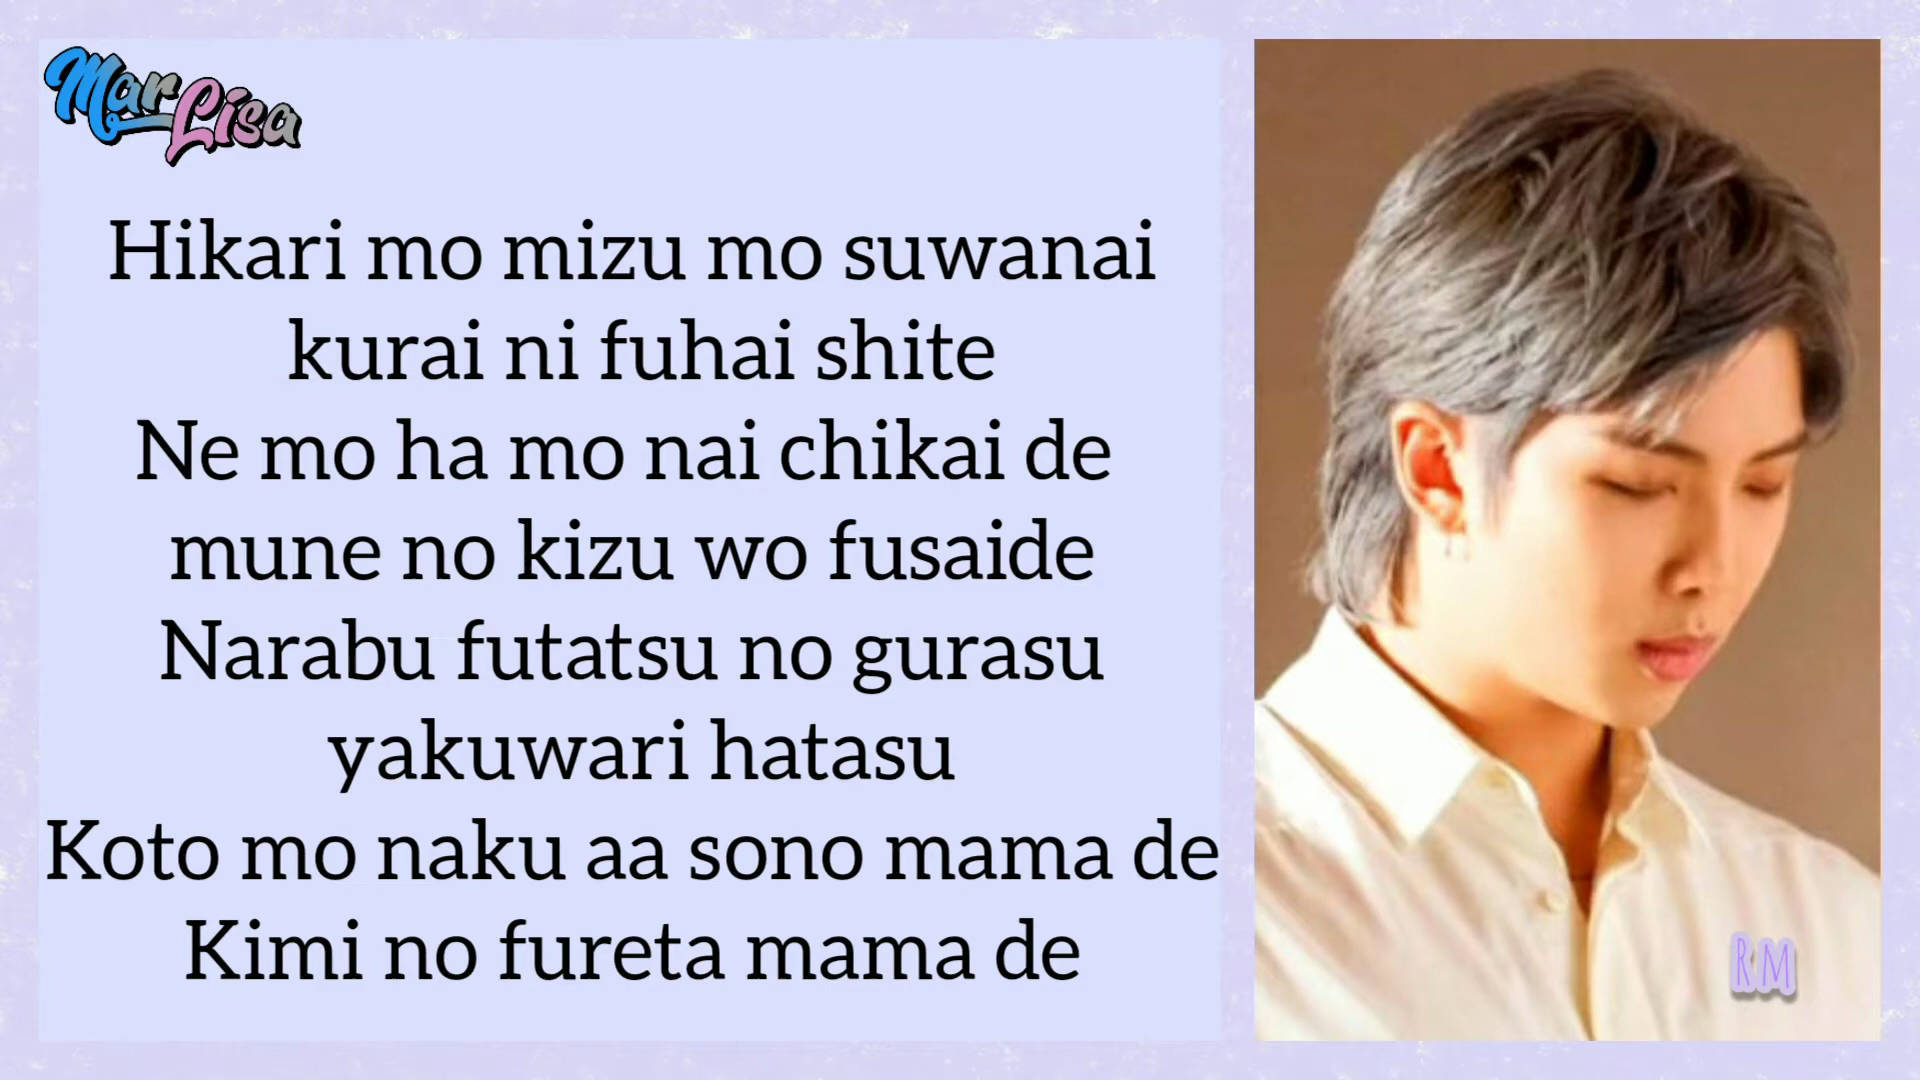 MarLisa
Hikari mo mizu mo suwanai
kurai ni fuhai shite
Ne mo ha mo nai chikai de
mune no kizu wo fusaide
Narabu futatsu no gurasu
yakuwari hatasu
Koto mo naku aa sono mama de
Kimi no fureta mama de
RM